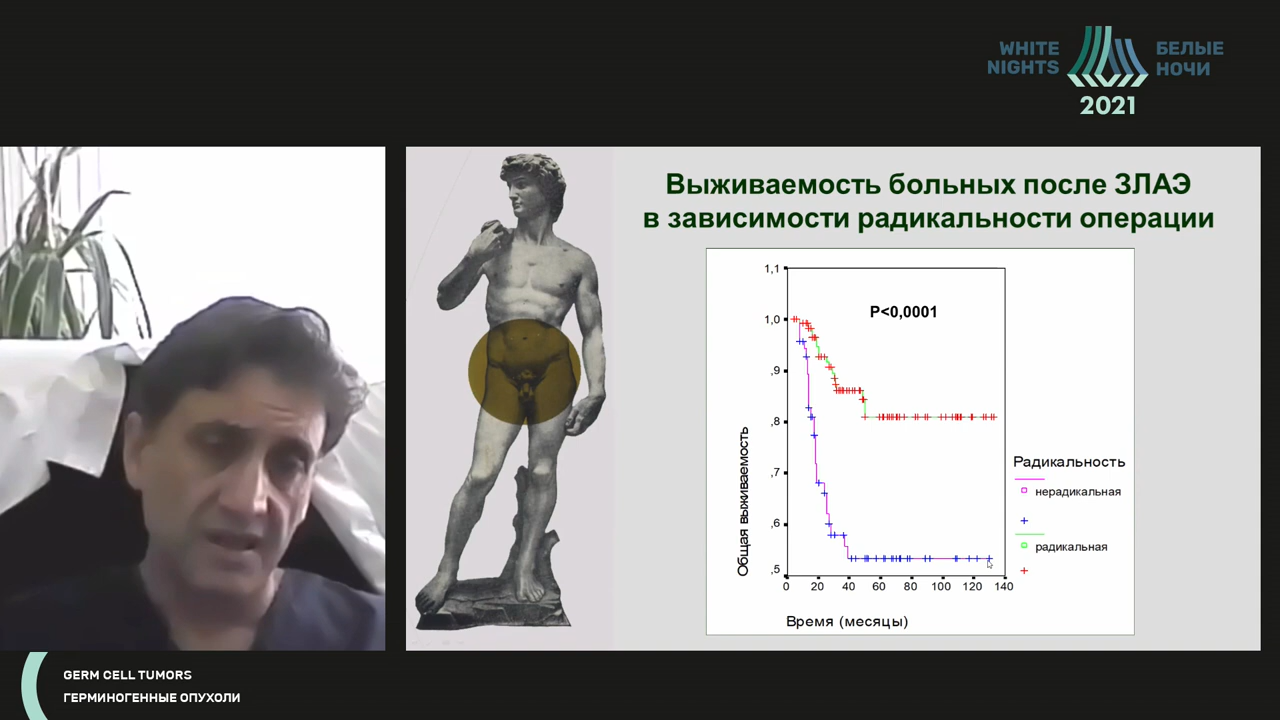 WHITE
NIGHTS
БЕЛЫЕ
НОЧИ
2021
Выживаемость больных после ЗЛАЭ
в зависимости радикальности операции
P<0,0001
Общая выживаемость
1,1
1,0
,9
,8
,7
,6
,5
0 20 40 60 80 100 120 140
Время (месяцы)
Радикальность
нерадикальная
радикальная
GERM CELL TUMORS
ГЕРМИНОГЕННЫЕ ОПУХОЛИ